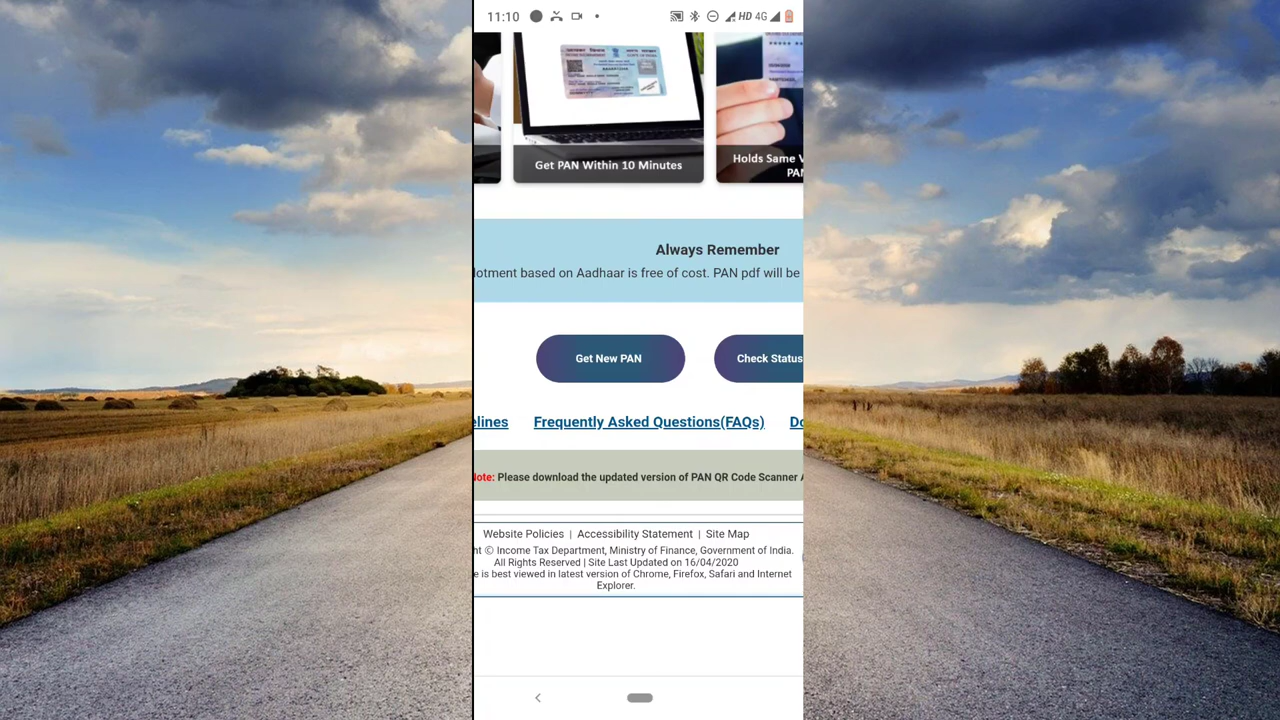 11:10 HD 4G
Get PAN Within 10 Minutes
Holds Same V
PAN
Always Remember
lotment based on Aadhaar is free of cost. PAN pdf will be
Get New PAN
Check Status
elines Frequently Asked Questions(FAQs) Do
lote: Please download the updated version of PAN QR Code Scanner A
Website Policies | Accessibility Statement | Site Map
ht © Income Tax Department, Ministry of Finance, Government of India.
All Rights Reserved | Site Last Updated on 16/04/2020
e is best viewed in latest version of Chrome, Firefox, Safari and Internet
Explorer.